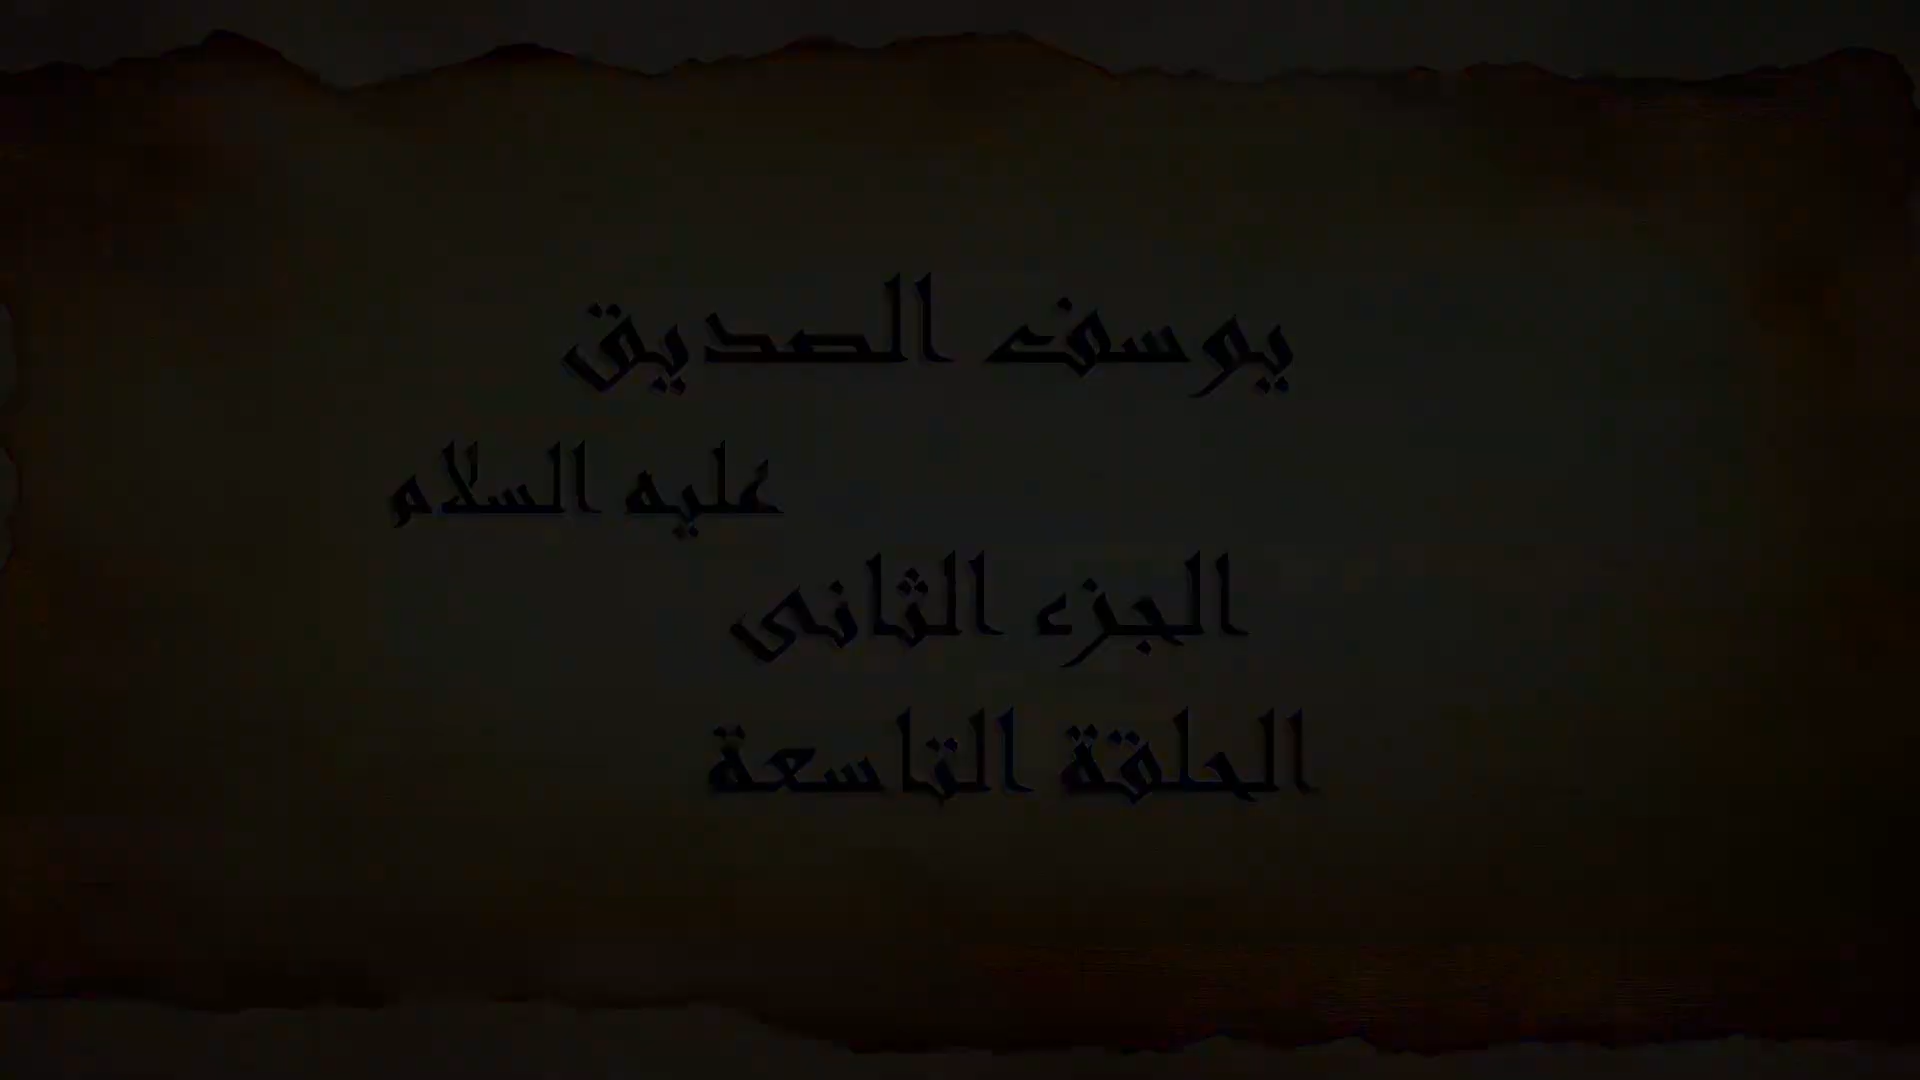 يوسف الصديق
عليه السلام
الجزء الثانى
الحلقة التاسعة